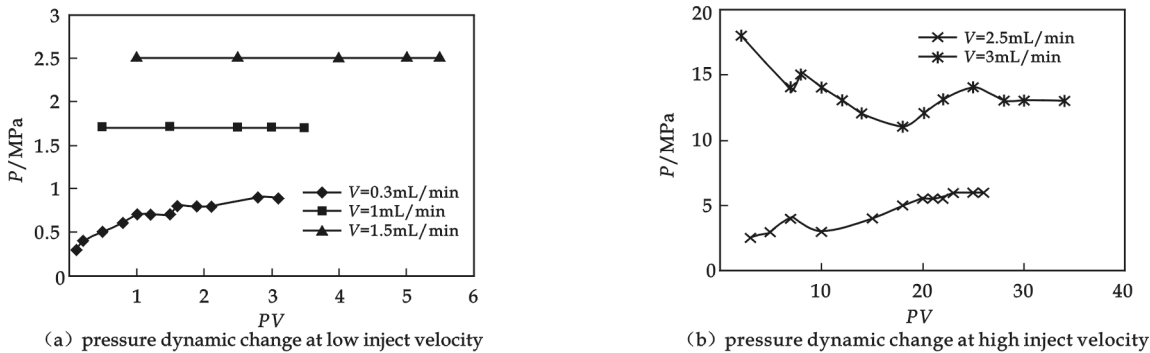 3
2.5
2
1.5
1
0.5
0
P/MPa
V=0.3mL/min
V=1mL/min
V=1.5mL/min
1 2 3 4 5 6
PV
（a）pressure dynamic change at low inject velocity
20
15
10
5
0
P/MPa
V=2.5mL/min
V=3mL/min
10 20 30 40
PV
（b）pressure dynamic change at high inject velocity